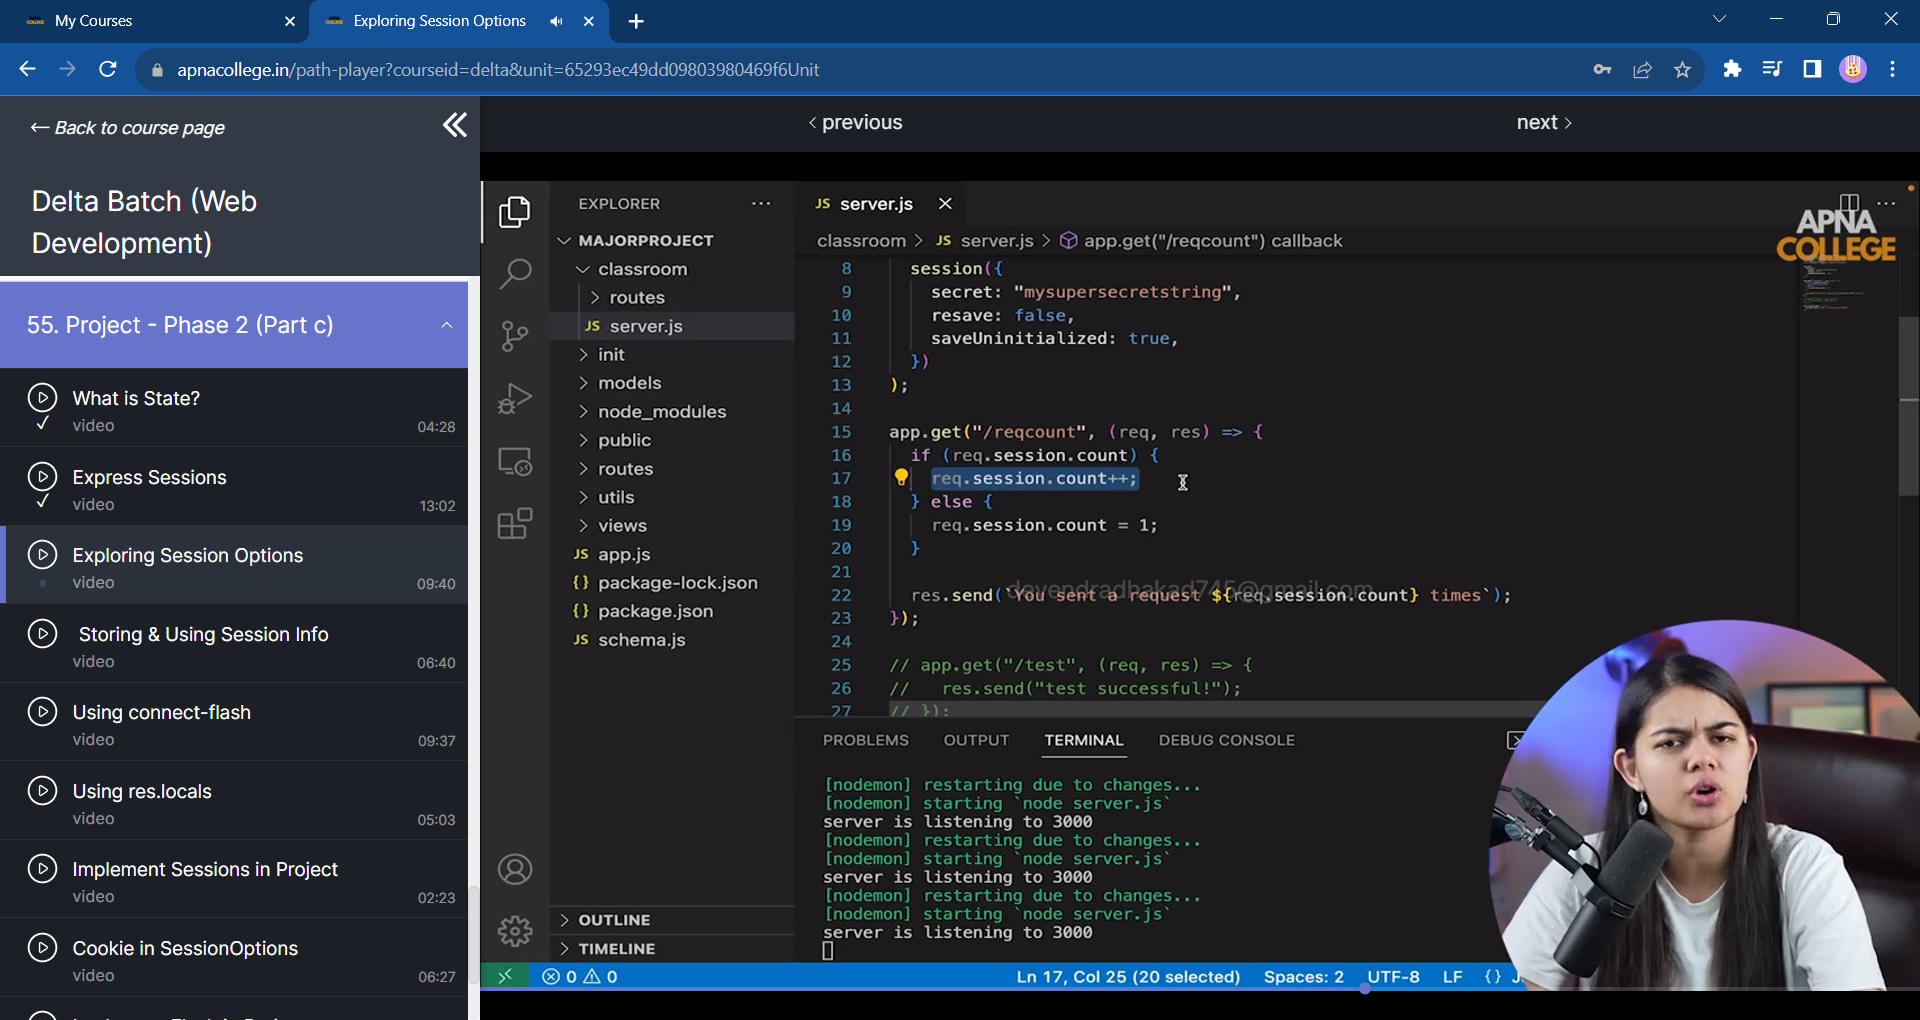 My Courses
Exploring Session Options
apnacollege.in/path-player?courseid=delta&unit=65293ec49dd09803980469f6Unit
← Back to course page
‹ previous
next ›
Delta Batch (Web
Development)
55. Project - Phase 2 (Part c)
What is State?
video
04:28
Express Sessions
video
13:02
Exploring Session Options
video
09:40
Storing & Using Session Info
video
06:40
Using connect-flash
video
09:37
Using res.locals
video
05:03
Implement Sessions in Project
video
02:23
Cookie in SessionOptions
video
06:27
EXPLORER
MAJORPROJECT
classroom
routes
JS server.js
init
models
node_modules
public
routes
utils
views
JS app.js
{} package-lock.json
{} package.json
JS schema.js
OUTLINE
TIMELINE
JS server.js
APNA
COLLEGE
classroom > JS server.js > app.get("/reqcount") callback
8 session({
9 secret: "mysupersecretstring",
10 resave: false,
11 saveUninitialized: true,
12 })
13 );
14
15 app.get("/reqcount", (req, res) => {
16 if (req.session.count) {
17 req.session.count++;
18 } else {
19 req.session.count = 1;
20 }
21
22 res.send(`You sent a request ${req.session.count} times`);
devendradhakad745@gmail.com
23 });
24
25 // app.get("/test", (req, res) => {
26 // res.send("test successful!");
27 // });
PROBLEMS OUTPUT TERMINAL DEBUG CONSOLE
[nodemon] restarting due to changes...
[nodemon] starting `node server.js`
server is listening to 3000
[nodemon] restarting due to changes...
[nodemon] starting `node server.js`
server is listening to 3000
[nodemon] restarting due to changes...
[nodemon] starting `node server.js`
server is listening to 3000
0 0 Ln 17, Col 25 (20 selected) Spaces: 2 UTF-8 LF {}